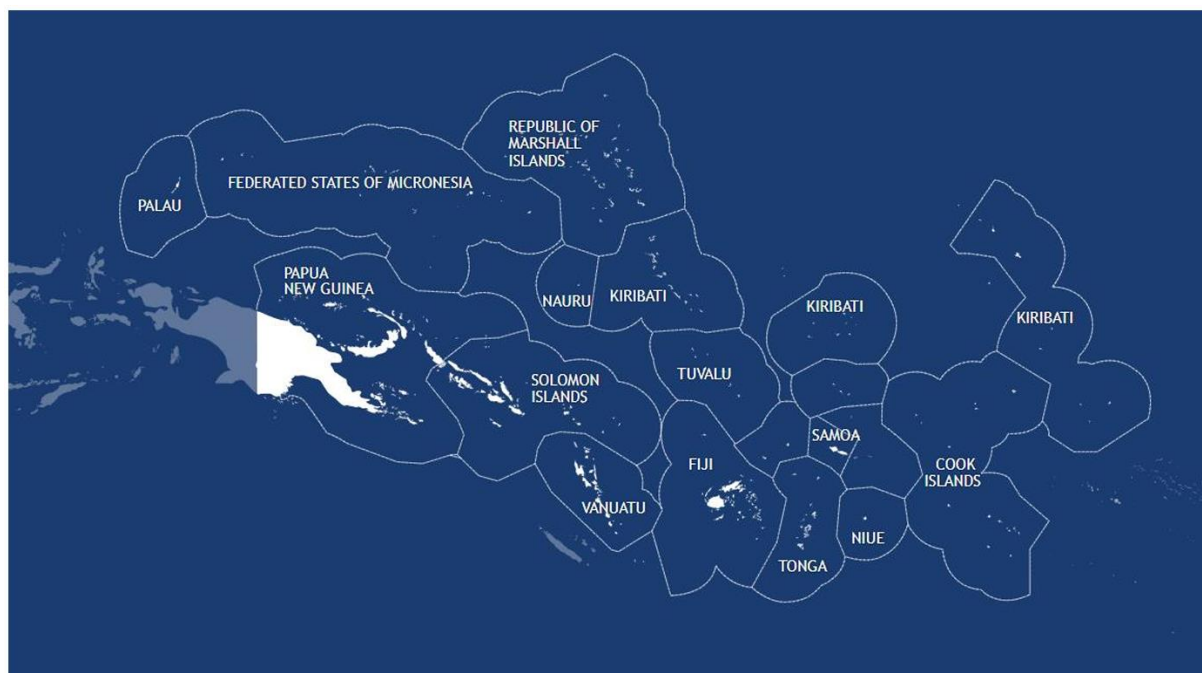 REPUBLIC OF
MARSHALL
ISLANDS
FEDERATED STATES OF MICRONESIA
PALAU
PAPUA
NEW GUINEA
NAURU
KIRIBATI
KIRIBATI
KIRIBATI
TUVALU
SOLOMON
ISLANDS
SAMOA
FIJI
COOK
ISLANDS
VANUATU
NIUE
TONGA